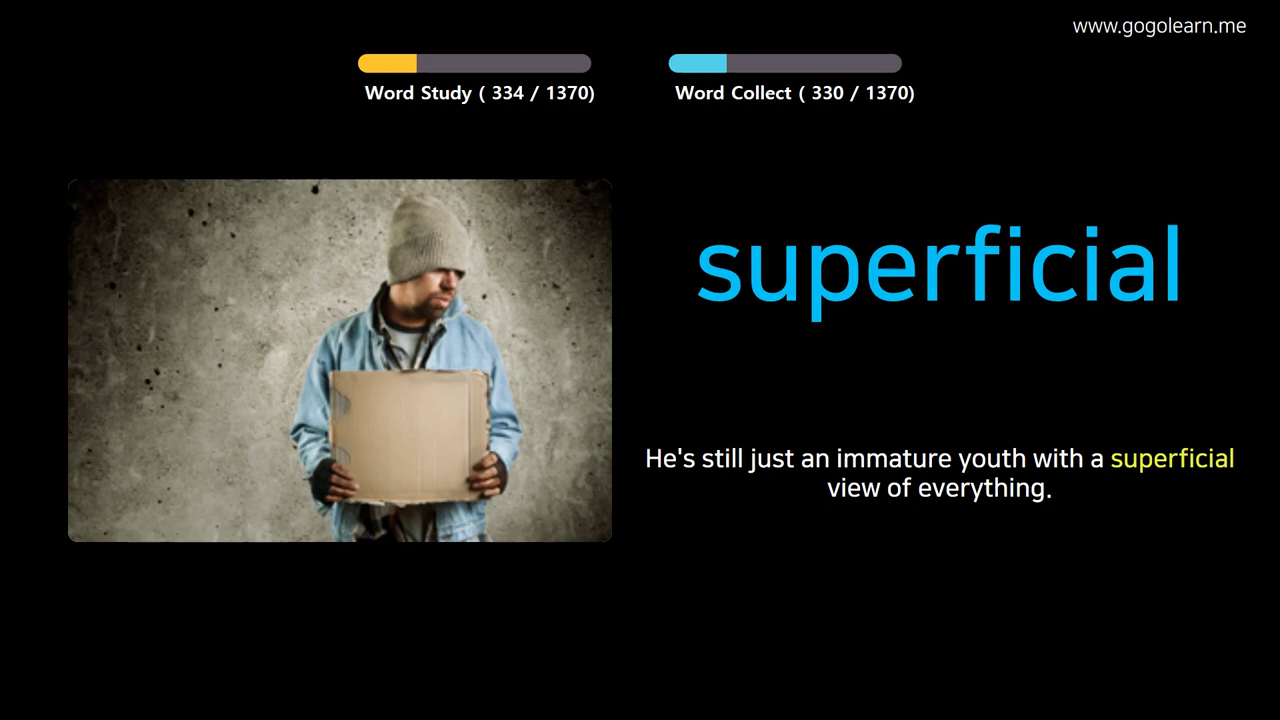 www.gogolearn.me
Word Study ( 334 / 1370)
Word Collect ( 330 / 1370)
superficial
He's still just an immature youth with a superficial
view of everything.